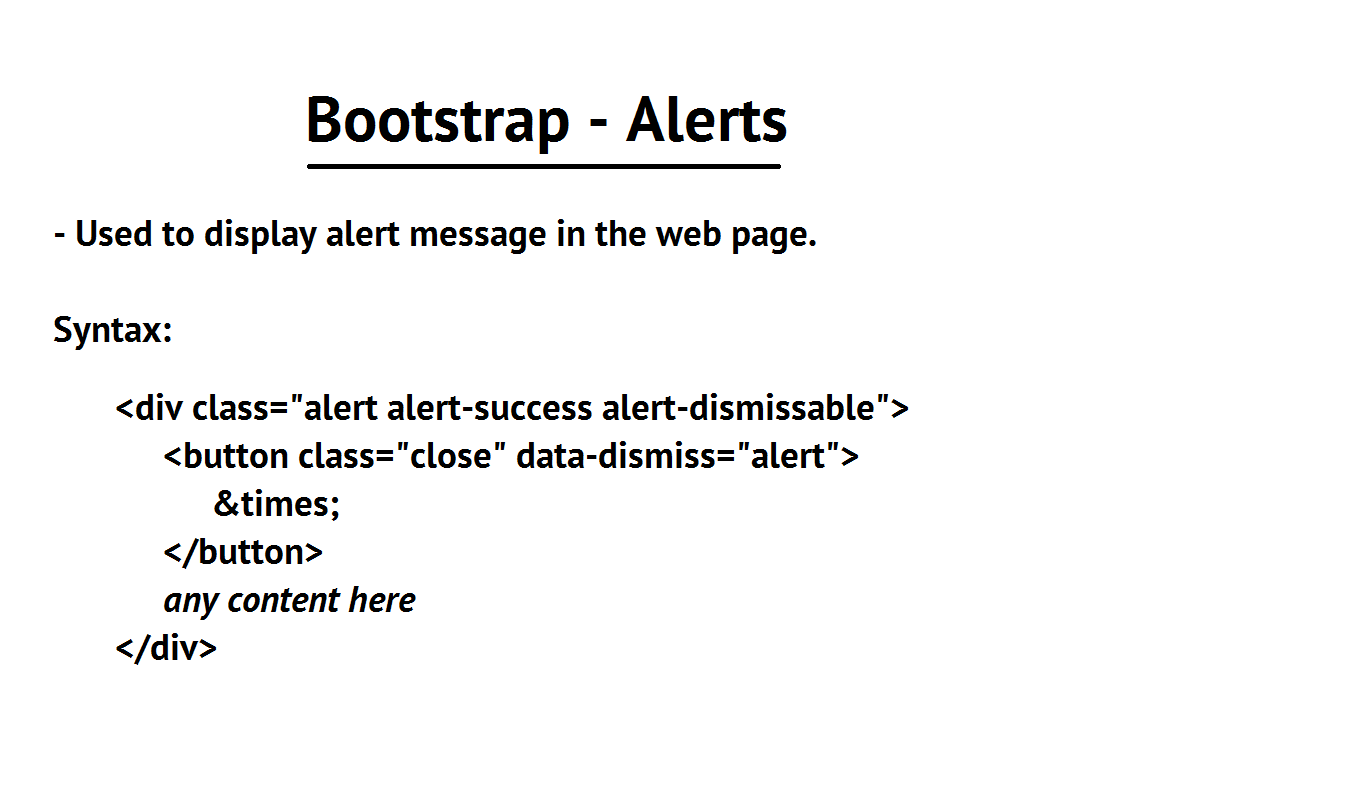 Bootstrap - Alerts
- Used to display alert message in the web page.
Syntax:
<div class="alert alert-success alert-dismissable">
<button class="close" data-dismiss="alert">
&times;
</button>
any content here
</div>